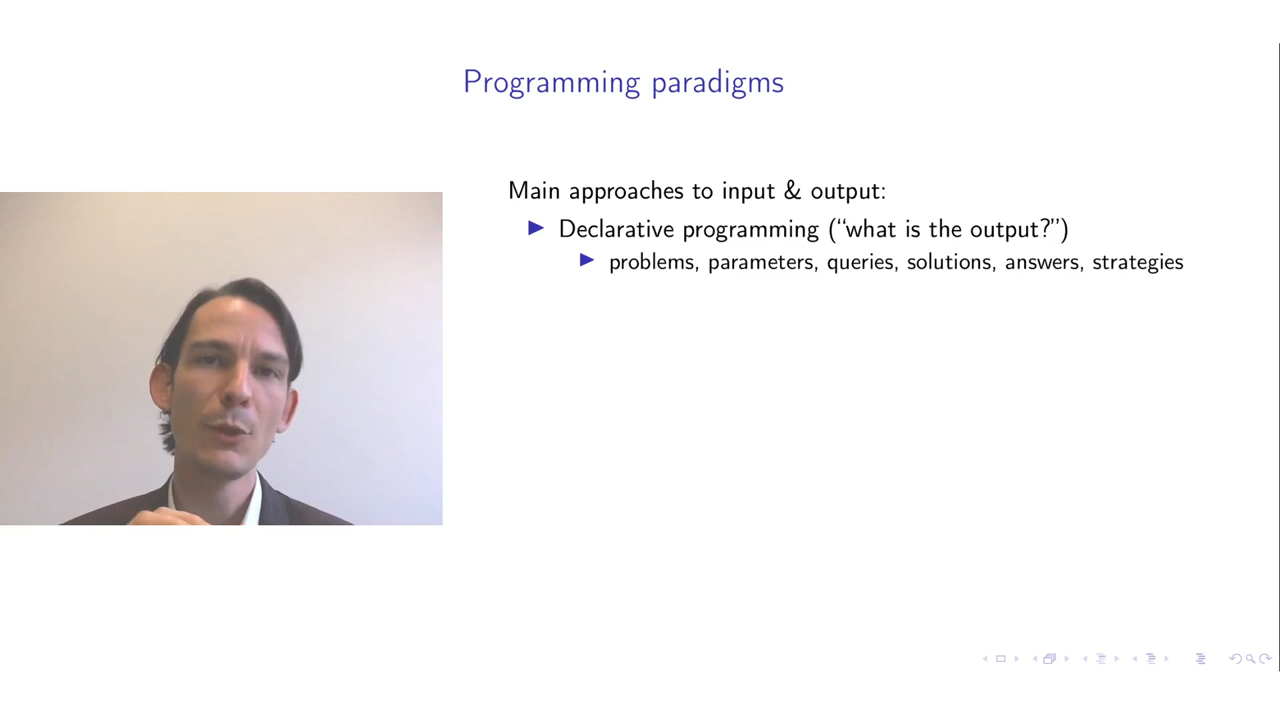 Programming paradigms
Main approaches to input & output:
Declarative programming (“what is the output?”)
problems, parameters, queries, solutions, answers, strategies